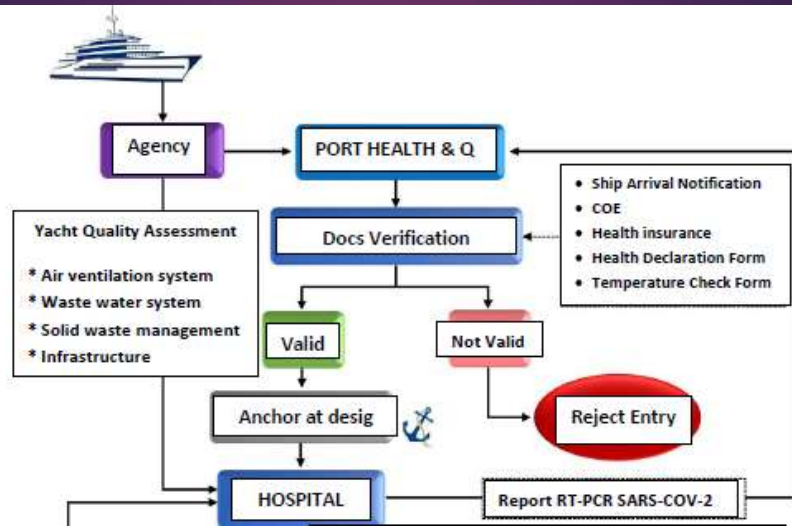 Agency
PORT HEALTH & Q
• Ship Arrival Notification
• COE
• Health insurance
• Health Declaration Form
• Temperature Check Form
Yacht Quality Assessment
* Air ventilation system
* Waste water system
* Solid waste management
* Infrastructure
Docs Verification
Valid
Not Valid
Anchor at desig
Reject Entry
HOSPITAL
Report RT-PCR SARS-COV-2